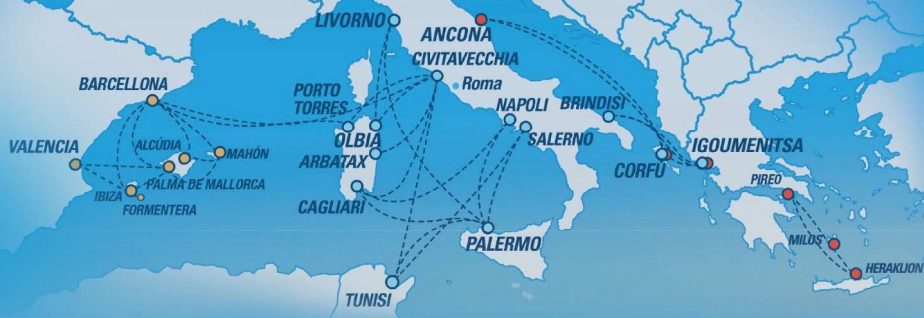 LIVORNO
ANCONA
CIVITAVECCHIA
Roma
BARCELLONA
PORTO
TORRES
NAPOLI
BRINDISI
OLBIA
SALERNO
VALENCIA
ALCÚDIA
MAHÓN
ARBATAX
CORFÙ
IGOUMENITSA
PIREO
PALMA DE MALLORCA
IBIZA
FORMENTERA
CAGLIARI
PALERMO
MILOS
HERAKLION
TUNISI